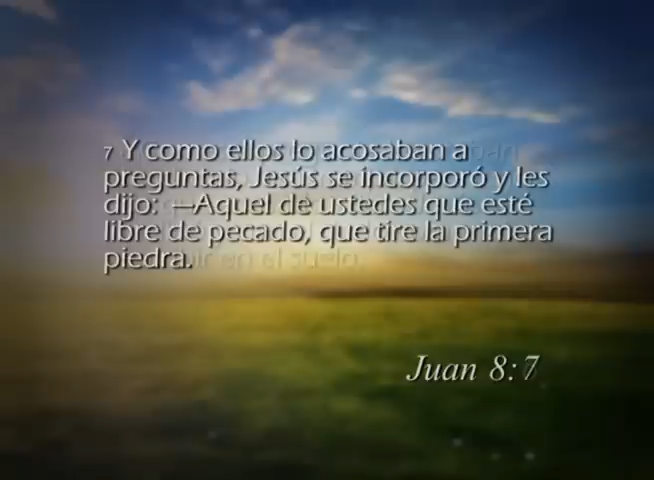 7 Y como ellos lo acosaban a
preguntas, Jesús se incorporó y les
dijo: —Aquel de ustedes que esté
libre de pecado, que tire la primera
piedra.
Juan 8:7